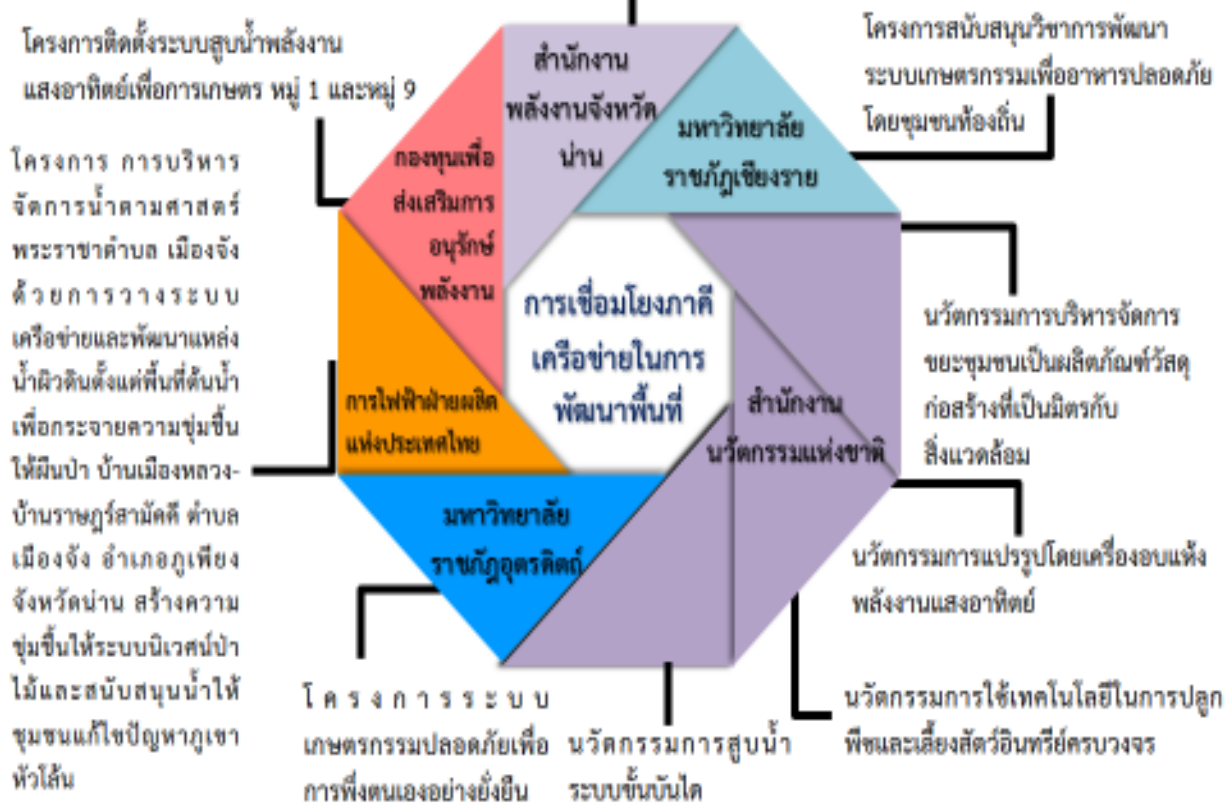 โครงการติดตั้งระบบสูบน้ำพลังงาน
แสงอาทิตย์เพื่อการเกษตร หมู่ 1 และหมู่ 9
โครงการ การบริหาร
จัดการน้ำตามศาสตร์
พระราชาตำบล เมืองจัง
ด้วยการวางระบบ
เครือข่ายและพัฒนาแหล่ง
น้ำผิวดินตั้งแต่พื้นที่ต้นน้ำ
เพื่อกระจายความชุ่มชื้น
ให้ผืนป่า บ้านเมืองหลวง-
บ้านราษฎร์สามัคคี ตำบล
เมืองจัง อำเภอภูเพียง
จังหวัดน่าน สร้างความ
ชุ่มชื้นให้ระบบนิเวศน์ป่า
ไม้และสนับสนุนน้ำให้
ชุมชนแก้ไขปัญหาภูเขา
หัวโล้น
สำนักงาน
พลังงานจังหวัด
น่าน
มหาวิทยาลัย
ราชภัฏเชียงราย
กองทุนเพื่อ
ส่งเสริมการ
อนุรักษ์
พลังงาน
การเชื่อมโยงภาคี
เครือข่ายในการ
พัฒนาพื้นที่
การไฟฟ้าฝ่ายผลิต
แห่งประเทศไทย
สำนักงาน
นวัตกรรมแห่งชาติ
มหาวิทยาลัย
ราชภัฏอุตรดิตถ์
โครงการสนับสนุนวิชาการพัฒนา
ระบบเกษตรกรรมเพื่ออาหารปลอดภัย
โดยชุมชนท้องถิ่น
นวัตกรรมการบริหารจัดการ
ขยะชุมชนเป็นผลิตภัณฑ์วัสดุ
ก่อสร้างที่เป็นมิตรกับ
สิ่งแวดล้อม
นวัตกรรมการแปรรูปโดยเครื่องอบแห้ง
พลังงานแสงอาทิตย์
นวัตกรรมการใช้เทคโนโลยีในการปลูก
พืชและเลี้ยงสัตว์อินทรีย์ครบวงจร
โครงการระบบ
เกษตรกรรมปลอดภัยเพื่อ
การพึ่งตนเองอย่างยั่งยืน
นวัตกรรมการสูบน้ำ
ระบบขั้นบันได